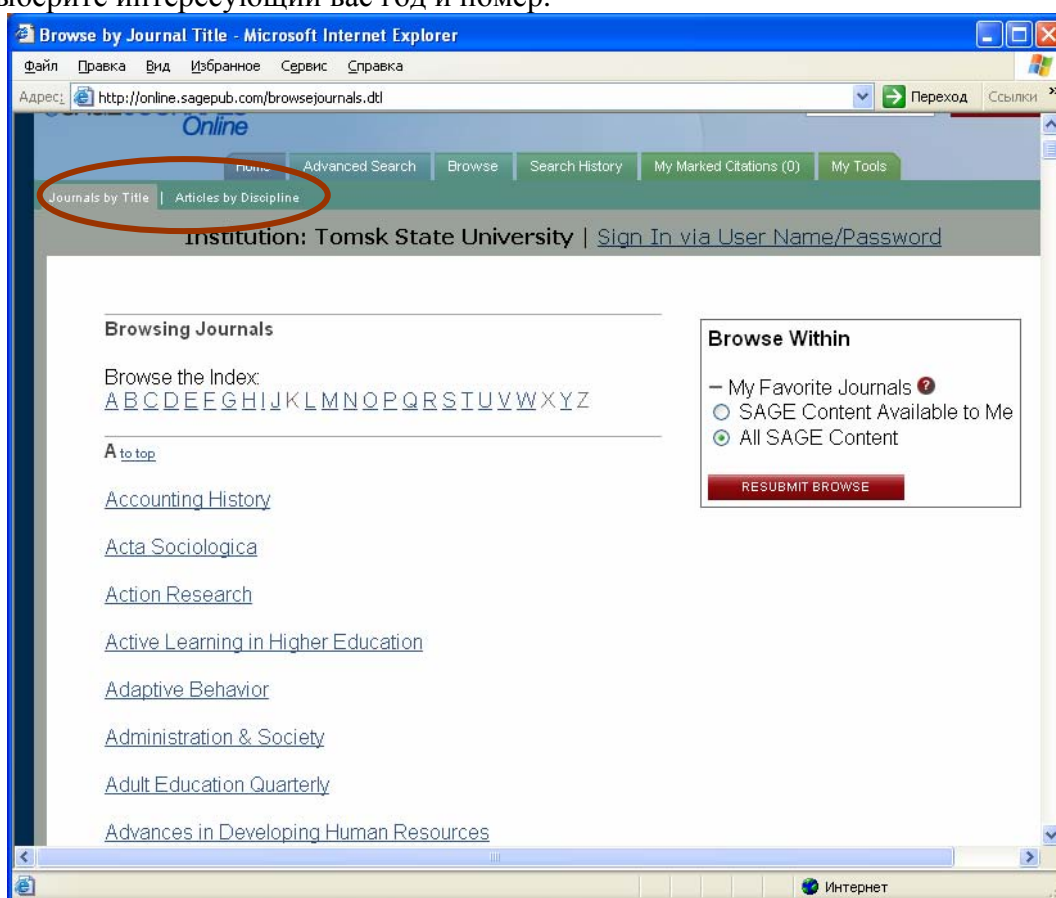 выберите интересующий вас год и номер.
Browse by Journal Title - Microsoft Internet Explorer
Файл Правка Вид Избранное Сервис Справка
Адрес: http://online.sagepub.com/browsejournals.dtl Переход Ссылки »
Online
Home Advanced Search Browse Search History My Marked Citations (0) My Tools
Journals by Title | Articles by Discipline
Institution: Tomsk State University | Sign In via User Name/Password
Browsing Journals
Browse the Index:
A B C D E F G H I J K L M N O P Q R S T U V W X Y Z
A to top
Accounting History
Acta Sociologica
Action Research
Active Learning in Higher Education
Adaptive Behavior
Administration & Society
Adult Education Quarterly
Advances in Developing Human Resources
Browse Within
– My Favorite Journals ?
SAGE Content Available to Me
All SAGE Content
RESUBMIT BROWSE
Интернет